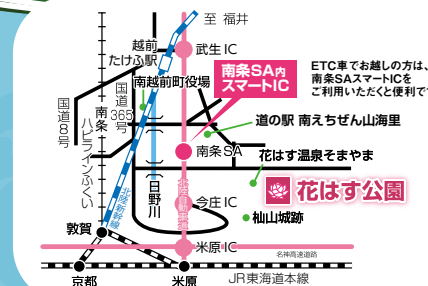 至 福井
越前
たけふ駅
武生IC
ETC車でお越しの方は、
南条SAスマートICを
ご利用いただくと便利です
南条SA内
スマートIC
南越前町役場
国道8号
南条
ハピラインふくい
国道365号
道の駅 南えちぜん山海里
南条SA
花はす温泉そまやま
日野川
北陸自動車道
北陸新幹線
花はす公園
今庄IC
杣山城跡
敦賀
米原IC
名神高速道路
京都
米原
JR東海道本線